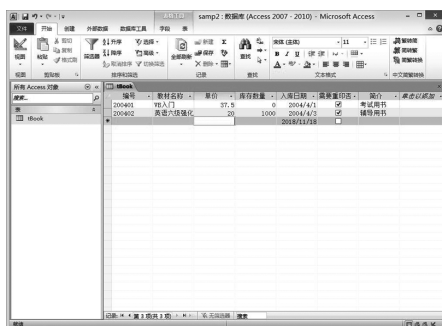 samp2 : 数据库 (Access 2007 - 2010) - Microsoft Access
文件 开始 创建 外部数据 数据库工具 字段 表
视图 粘贴 剪切 复制 格式刷 筛选器 升序 降序 取消排序 选择 高级 切换筛选 全部刷新 新建 保存 删除 查找 宋体 (主体) 11 繁转简 简转繁 简繁转换
视图 剪贴板 排序和筛选 记录 查找 文本格式 中文简繁转换
所有 Access 对象
搜索...
表
tBook
tBook
编号 教材名称 单价 库存数量 入库日期 需要重印否 简介 单击以添加
200401 VB入门 37.5 0 2004/4/1 考试用书
200402 英语六级强化 20 1000 2004/4/3 辅导用书
2018/11/18
记录: 第 3 项(共 3 项) 无筛选器 搜索